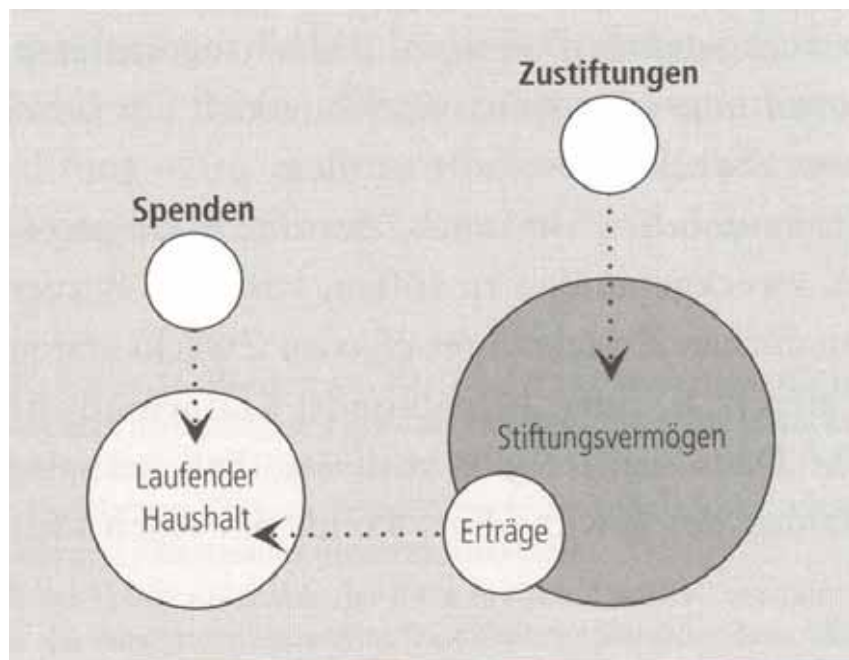 Zustiftungen
Spenden
Stiftungsvermögen
Laufender
Haushalt
Erträge